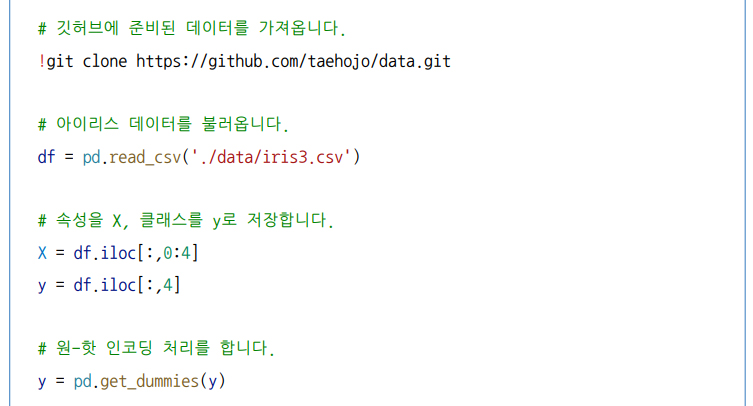 # 깃허브에 준비된 데이터를 가져옵니다.
!git clone https://github.com/taehojo/data.git
# 아이리스 데이터를 불러옵니다.
df = pd.read_csv('./data/iris3.csv')
# 속성을 X, 클래스를 y로 저장합니다.
X = df.iloc[:,0:4]
y = df.iloc[:,4]
# 원-핫 인코딩 처리를 합니다.
y = pd.get_dummies(y)